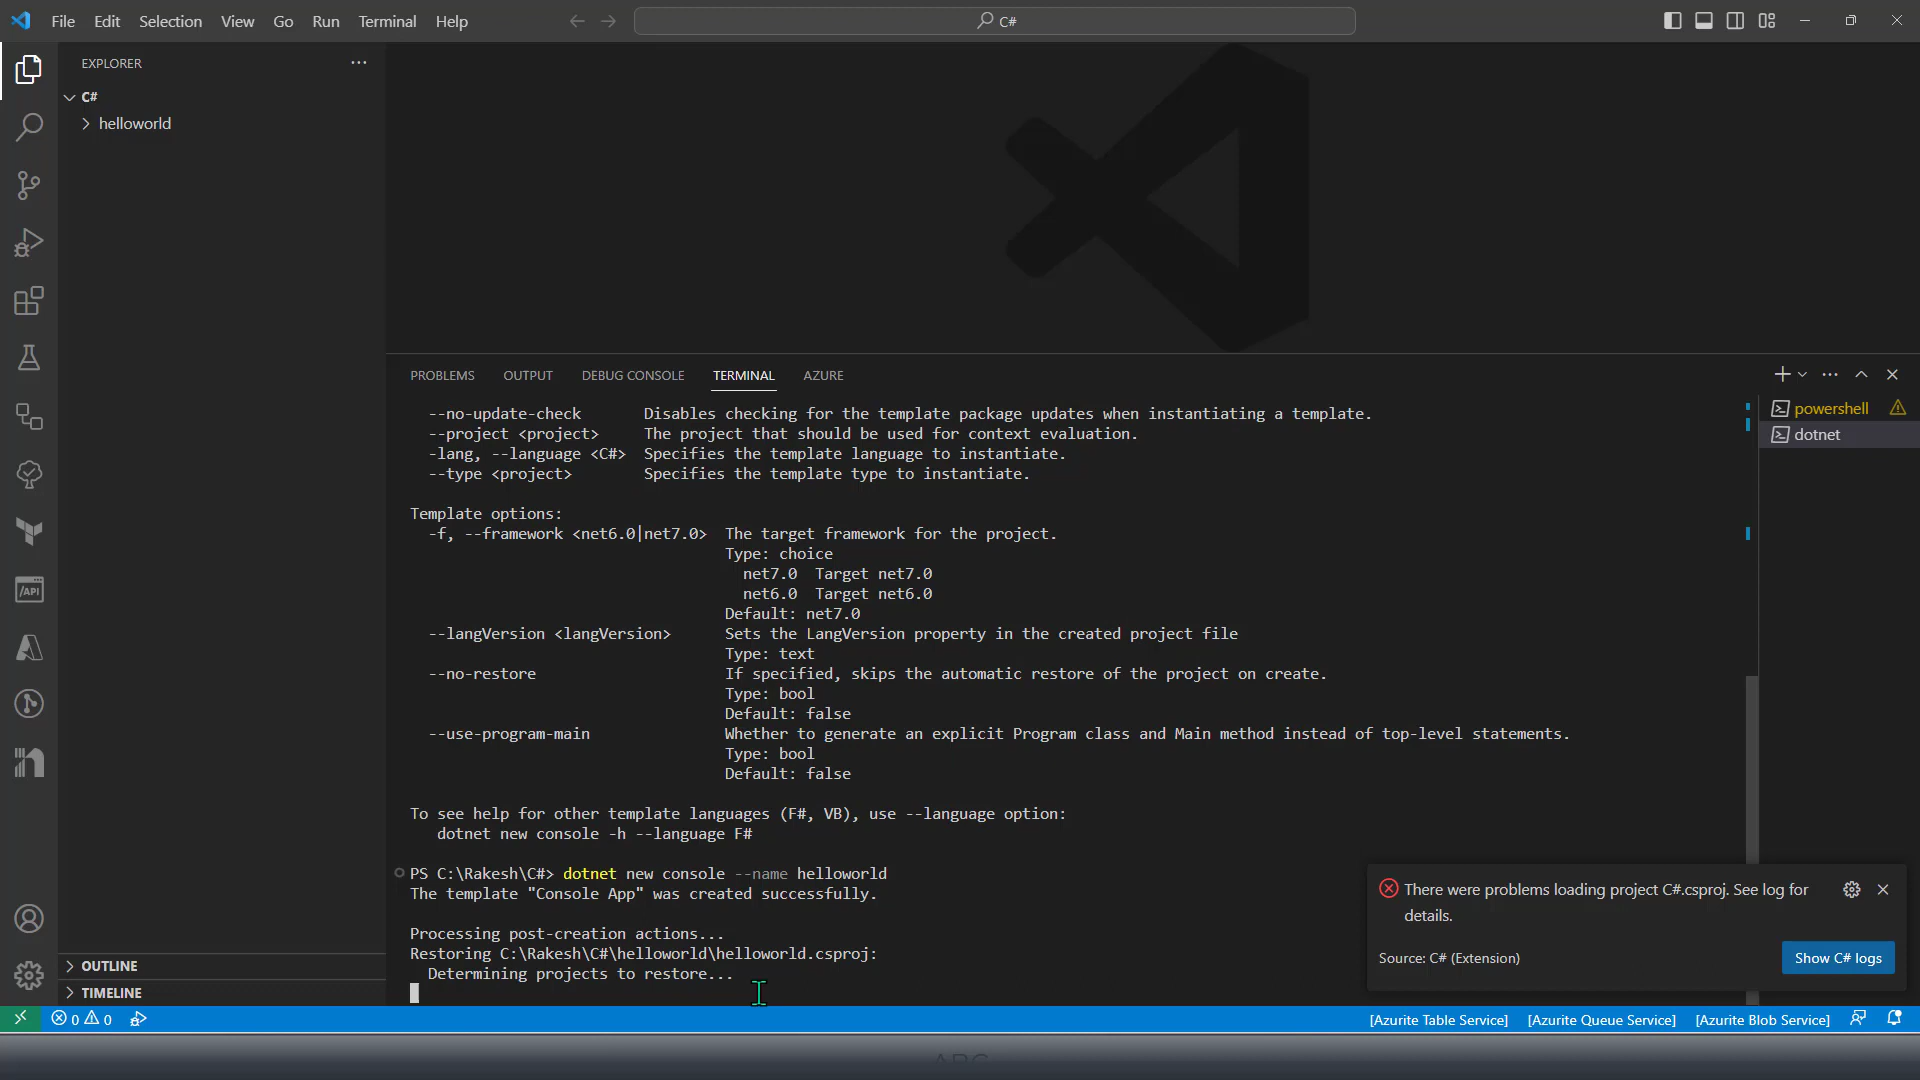 File Edit Selection View Go Run Terminal Help
C#
EXPLORER
C#
helloworld
PROBLEMS OUTPUT DEBUG CONSOLE TERMINAL AZURE
--no-update-check Disables checking for the template package updates when instantiating a template.
--project <project> The project that should be used for context evaluation.
-lang, --language <C#> Specifies the template language to instantiate.
--type <project> Specifies the template type to instantiate.
Template options:
-f, --framework <net6.0|net7.0> The target framework for the project.
Type: choice
net7.0 Target net7.0
net6.0 Target net6.0
Default: net7.0
--langVersion <langVersion> Sets the LangVersion property in the created project file
Type: text
--no-restore If specified, skips the automatic restore of the project on create.
Type: bool
Default: false
--use-program-main Whether to generate an explicit Program class and Main method instead of top-level statements.
Type: bool
Default: false
To see help for other template languages (F#, VB), use --language option:
dotnet new console -h --language F#
PS C:\Rakesh\C#> dotnet new console --name helloworld
The template "Console App" was created successfully.
Processing post-creation actions...
Restoring C:\Rakesh\C#\helloworld\helloworld.csproj:
Determining projects to restore...
powershell
dotnet
There were problems loading project C#.csproj. See log for
details.
Source: C# (Extension)
Show C# logs
/API
OUTLINE
TIMELINE
0 0
[Azurite Table Service] [Azurite Queue Service] [Azurite Blob Service]